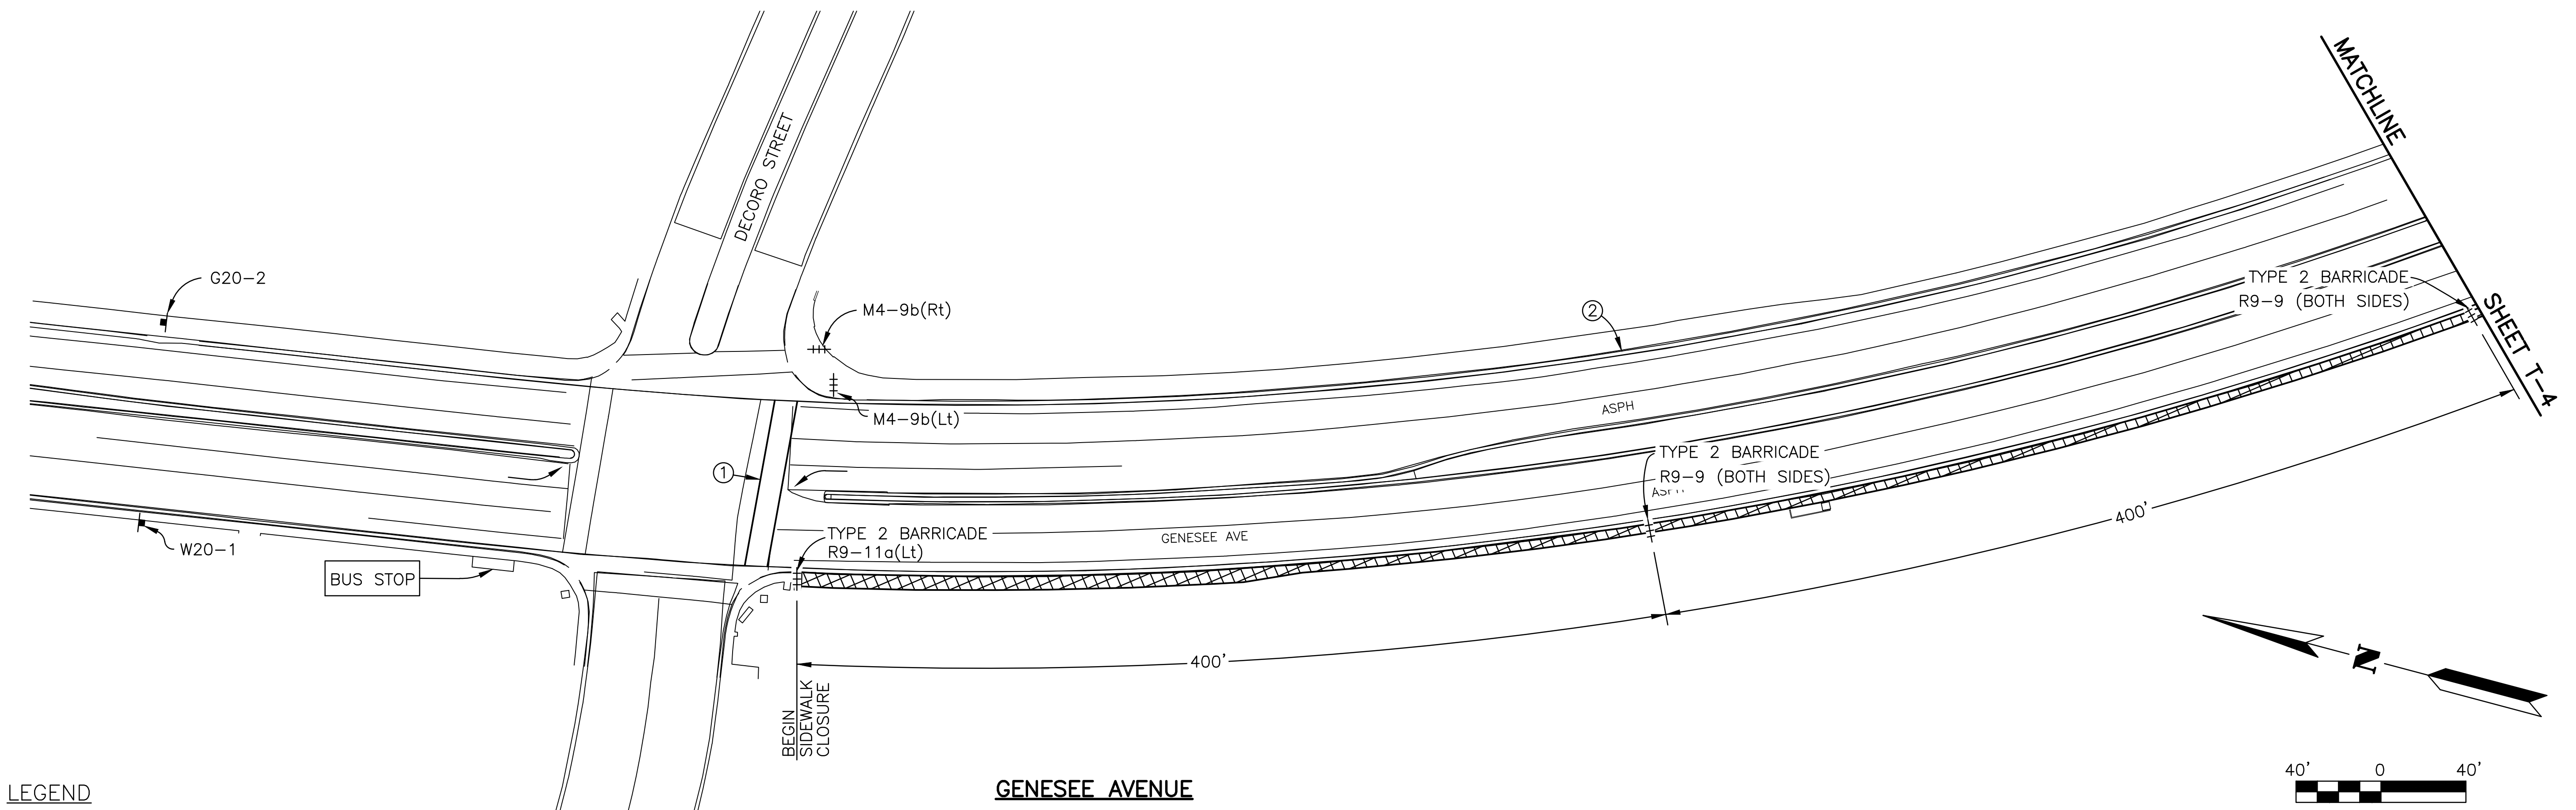 MATCHLINE
SHEET T-4
DECORO STREET
G20-2
M4-9b(Rt)
M4-9b(Lt)
2
TYPE 2 BARRICADE
R9-9 (BOTH SIDES)
ASPH
1
TYPE 2 BARRICADE
R9-9 (BOTH SIDES)
TYPE 2 BARRICADE
R9-11a(Lt)
GENESEE AVE
W20-1
BUS STOP
400'
400'
BEGIN
SIDEWALK
CLOSURE
N
LEGEND
GENESEE AVENUE
40' 0 40'